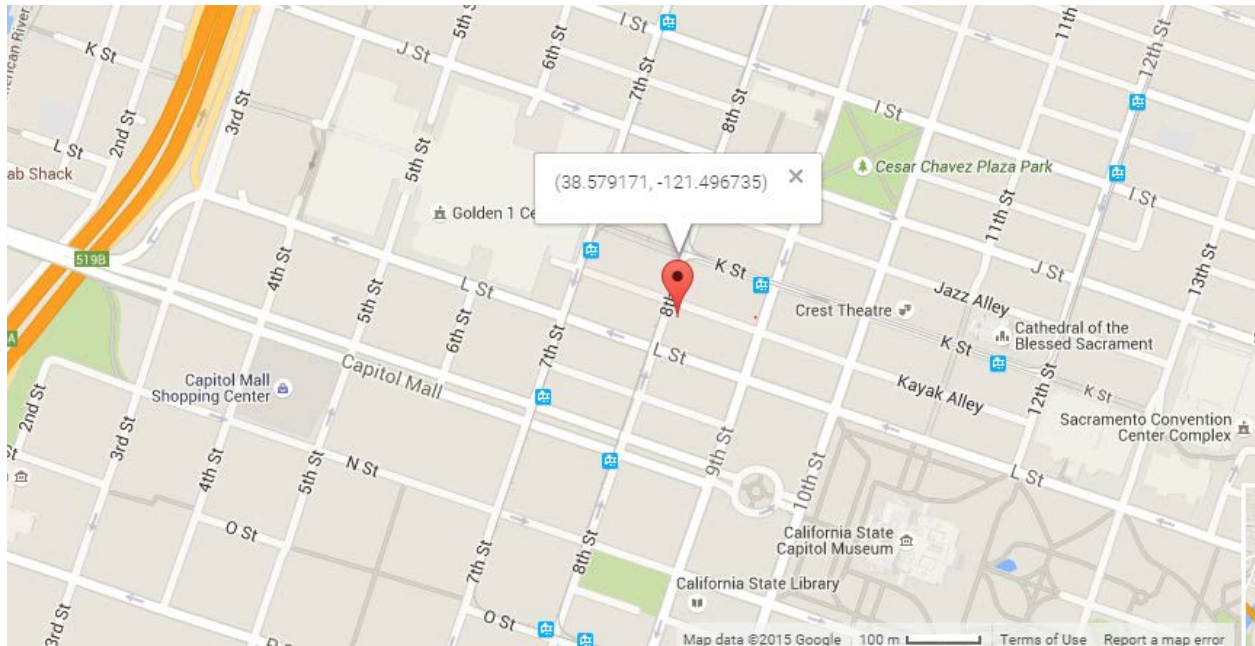 American River
K St
L St
2nd St
3rd St
ab Shack
J St
5th St
6th St
7th St
8th St
5th St
I St
11th
12th St
Cesar Chavez Plaza Park
(38.579171, -121.496735)
Golden 1 Ce
I St
11th St
13th St
519B
4th St
5th St
L St
6th St
7th St
8th
K St
J St
Jazz Alley
Crest Theatre
Cathedral of the
Blessed Sacrament
K St
K St
L St
A
Capitol Mall
Capitol Mall
Shopping Center
Kayak Alley
12th St
Sacramento Convention
Center Complex
2nd St
3rd St
4th St
5th St
N St
9th St
10th St
L St
St
O St
7th St
8th St
California State
Capitol Museum
California State Library
3rd St
O St
Map data ©2015 Google
100 m
Terms of Use
Report a map error